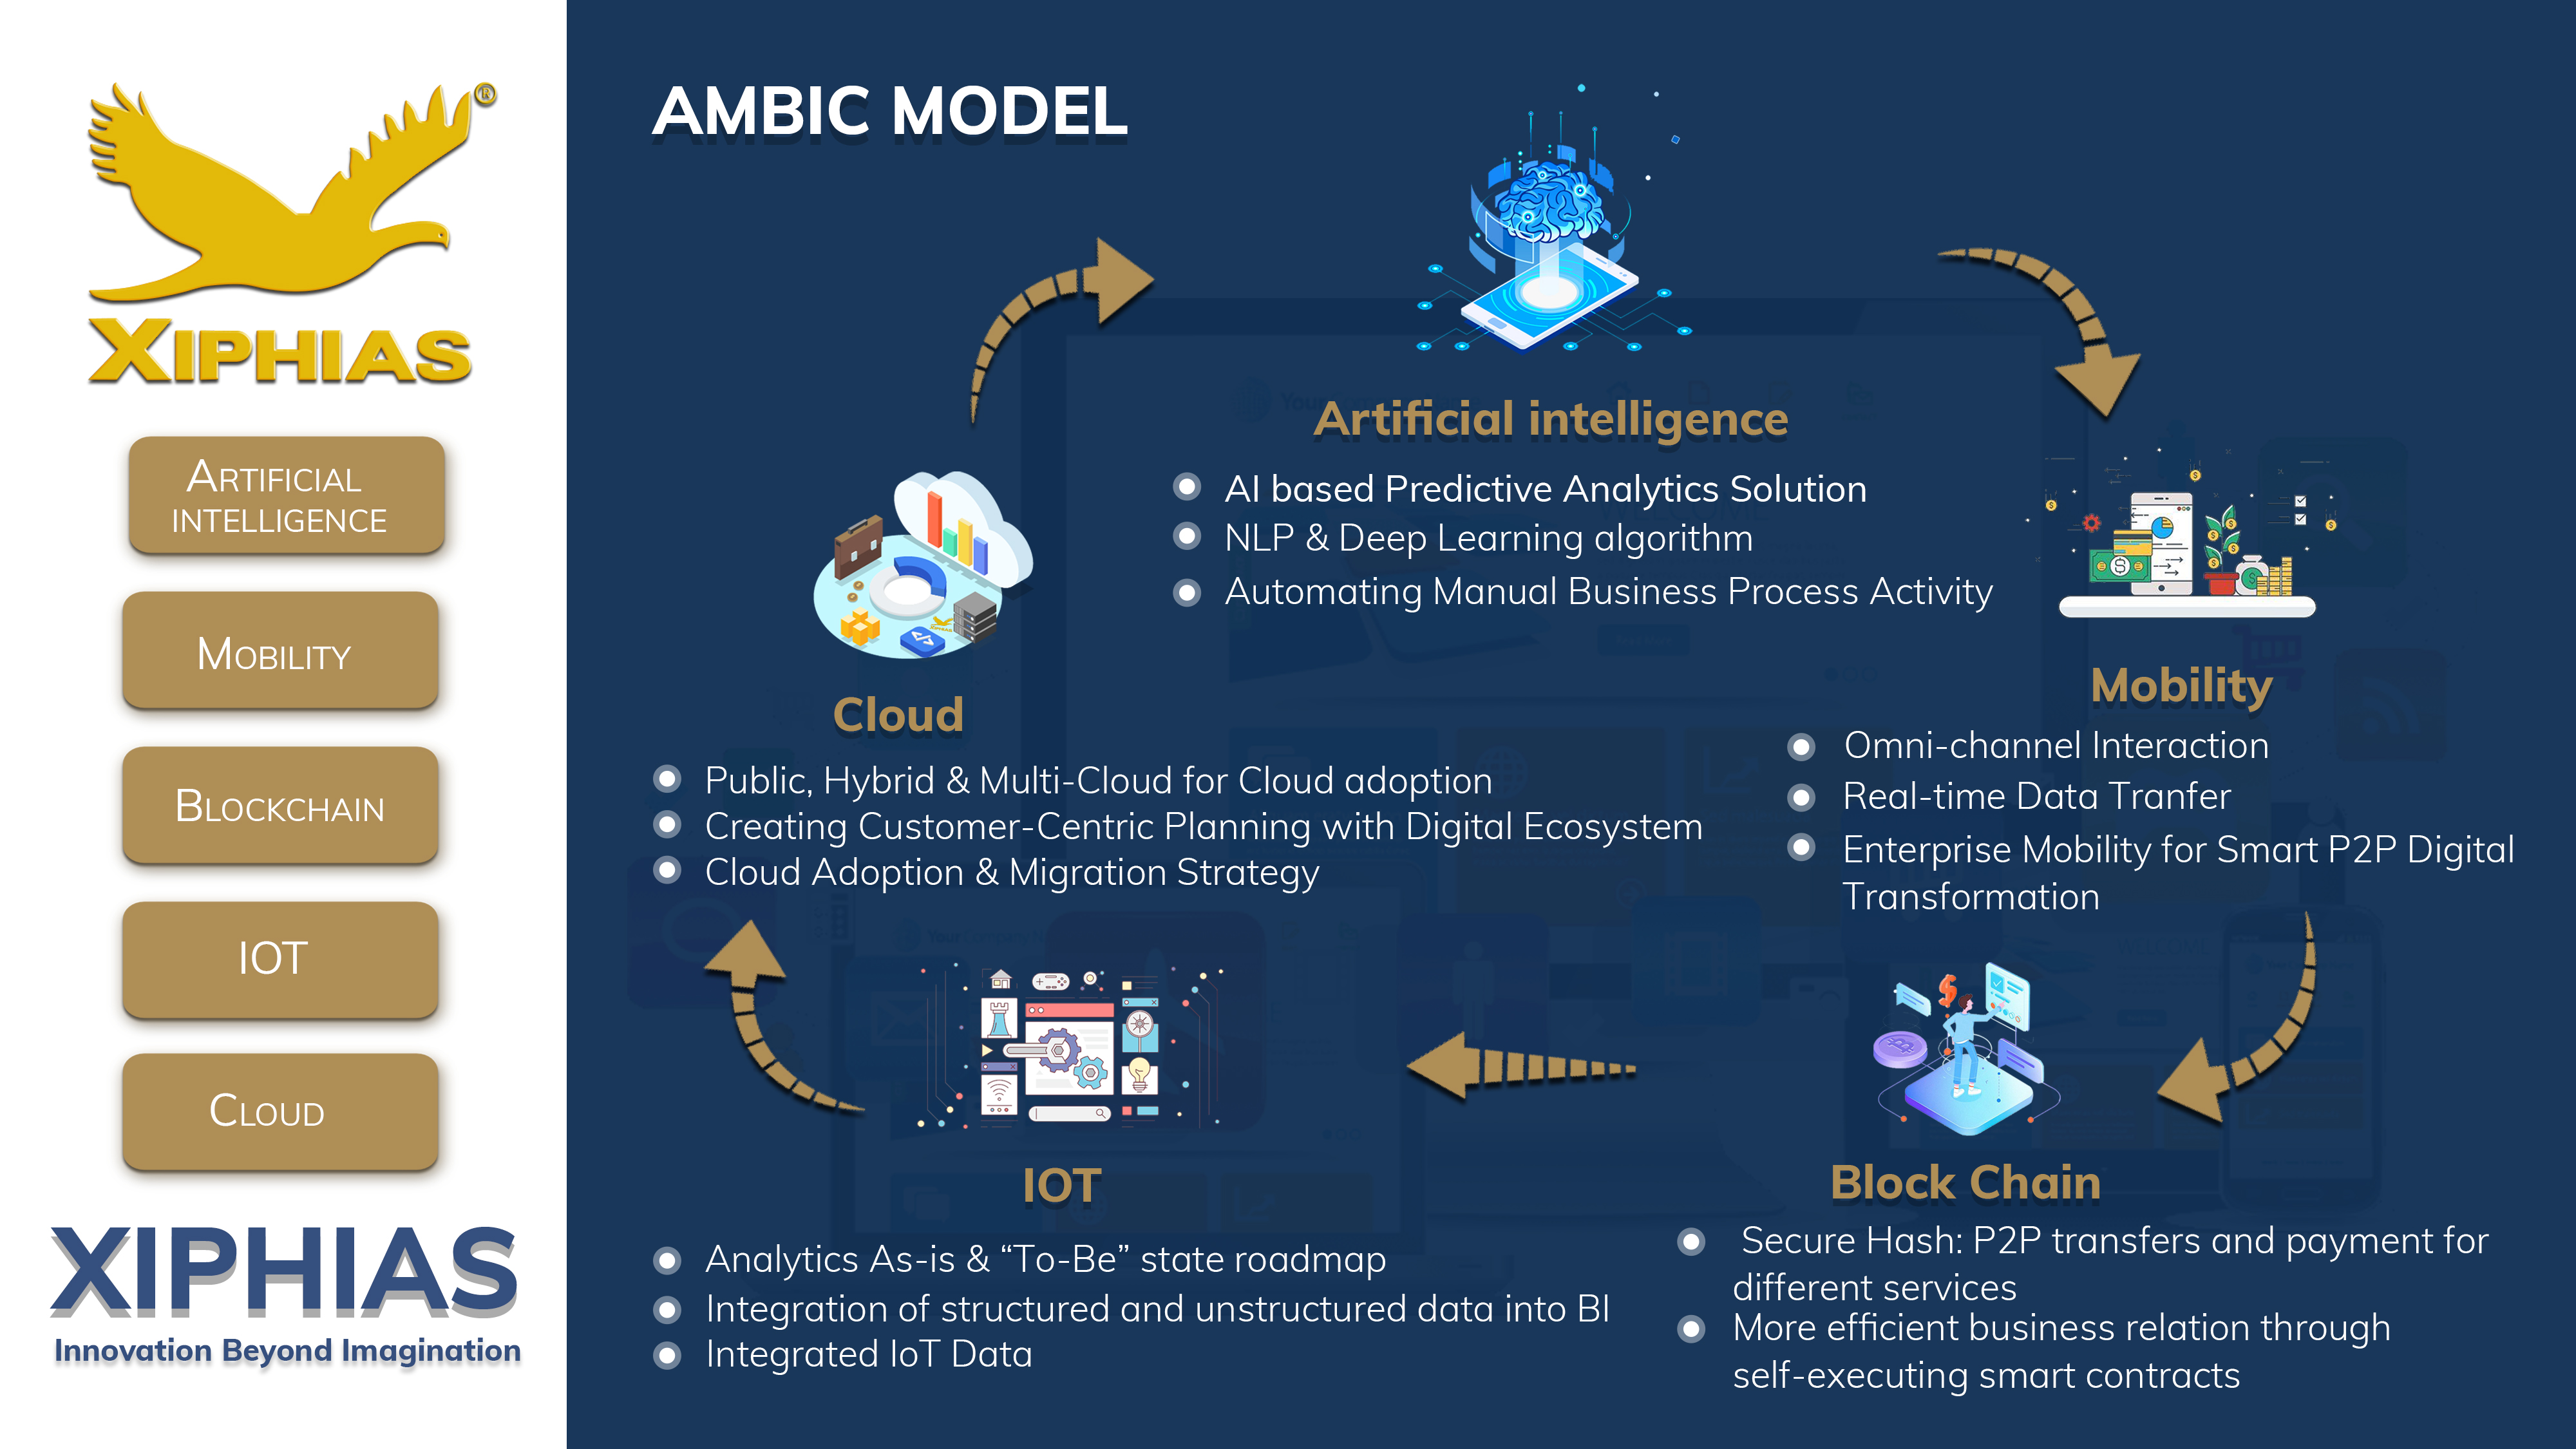 ®
XIPHIAS
ARTIFICIAL
INTELLIGENCE
MOBILITY
BLOCKCHAIN
IOT
CLOUD
XIPHIAS
Innovation Beyond Imagination
AMBIC MODEL
Artificial intelligence
AI based Predictive Analytics Solution
NLP & Deep Learning algorithm
Automating Manual Business Process Activity
Mobility
Omni-channel Interaction
Real-time Data Tranfer
Enterprise Mobility for Smart P2P Digital
Transformation
Block Chain
Secure Hash: P2P transfers and payment for
different services
More efficient business relation through
self-executing smart contracts
IOT
Analytics As-is & “To-Be” state roadmap
Integration of structured and unstructured data into BI
Integrated IoT Data
Cloud
Public, Hybrid & Multi-Cloud for Cloud adoption
Creating Customer-Centric Planning with Digital Ecosystem
Cloud Adoption & Migration Strategy